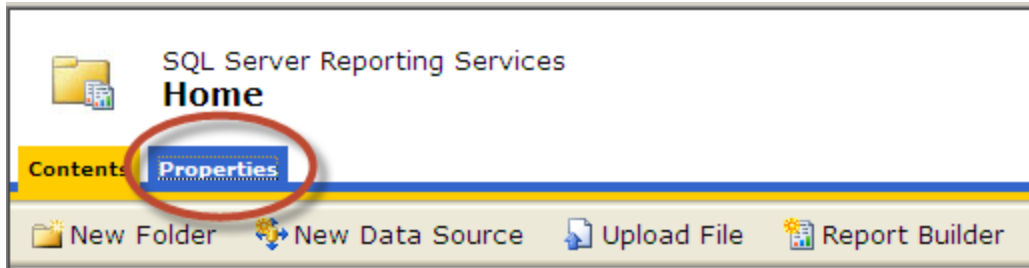 SQL Server Reporting Services
Home
Contents Properties
New Folder New Data Source Upload File Report Builder